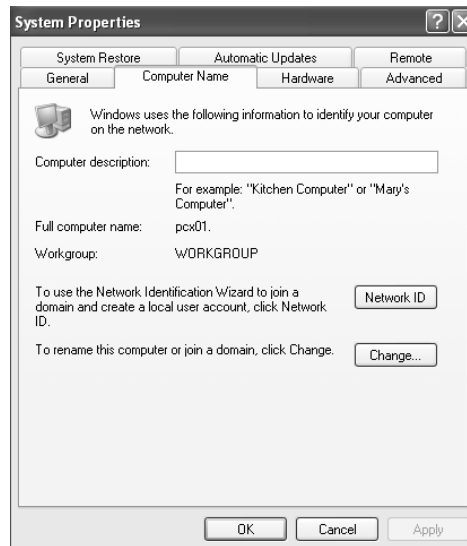 System Properties
? X
System Restore Automatic Updates Remote
General Computer Name Hardware Advanced
Windows uses the following information to identify your computer
on the network.
Computer description:
For example: "Kitchen Computer" or "Mary's
Computer".
Full computer name: pcx01.
Workgroup: WORKGROUP
To use the Network Identification Wizard to join a
domain and create a local user account, click Network
ID.
Network ID
To rename this computer or join a domain, click Change.
Change...
OK Cancel Apply